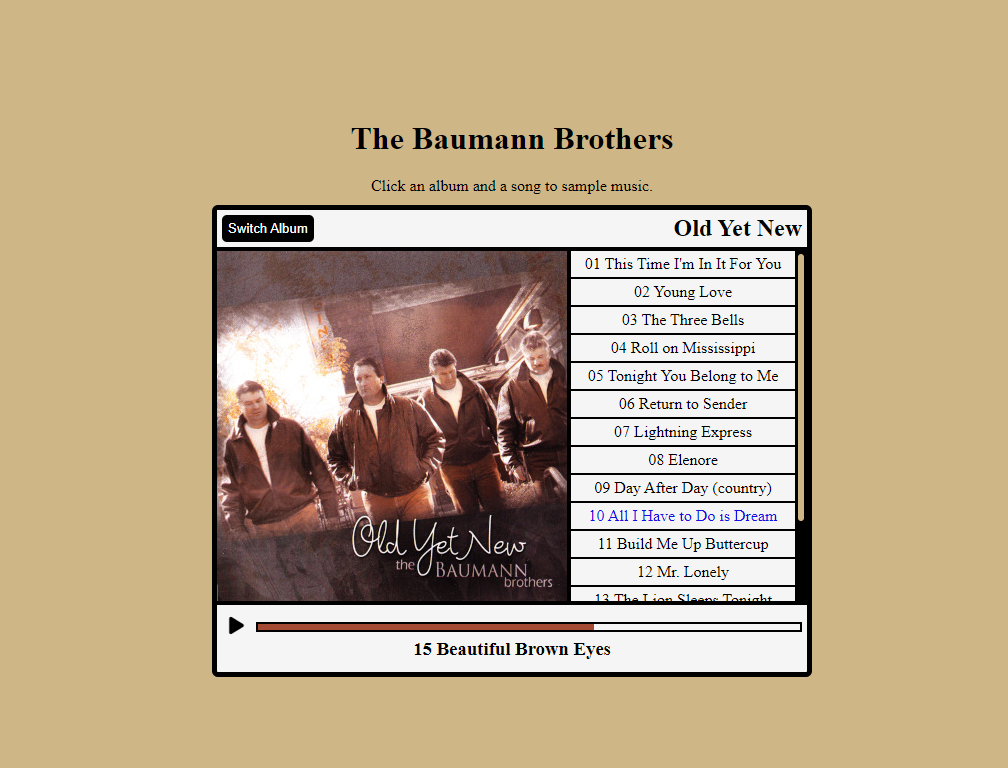 The Baumann Brothers
Click an album and a song to sample music.
Switch Album
Old Yet New
01 This Time I'm In It For You
02 Young Love
03 The Three Bells
04 Roll on Mississippi
05 Tonight You Belong to Me
06 Return to Sender
07 Lightning Express
08 Elenore
09 Day After Day (country)
10 All I Have to Do is Dream
11 Build Me Up Buttercup
12 Mr. Lonely
13 The Lion Sleeps Tonight
Old Yet New
the BAUMANN
brothers
15 Beautiful Brown Eyes